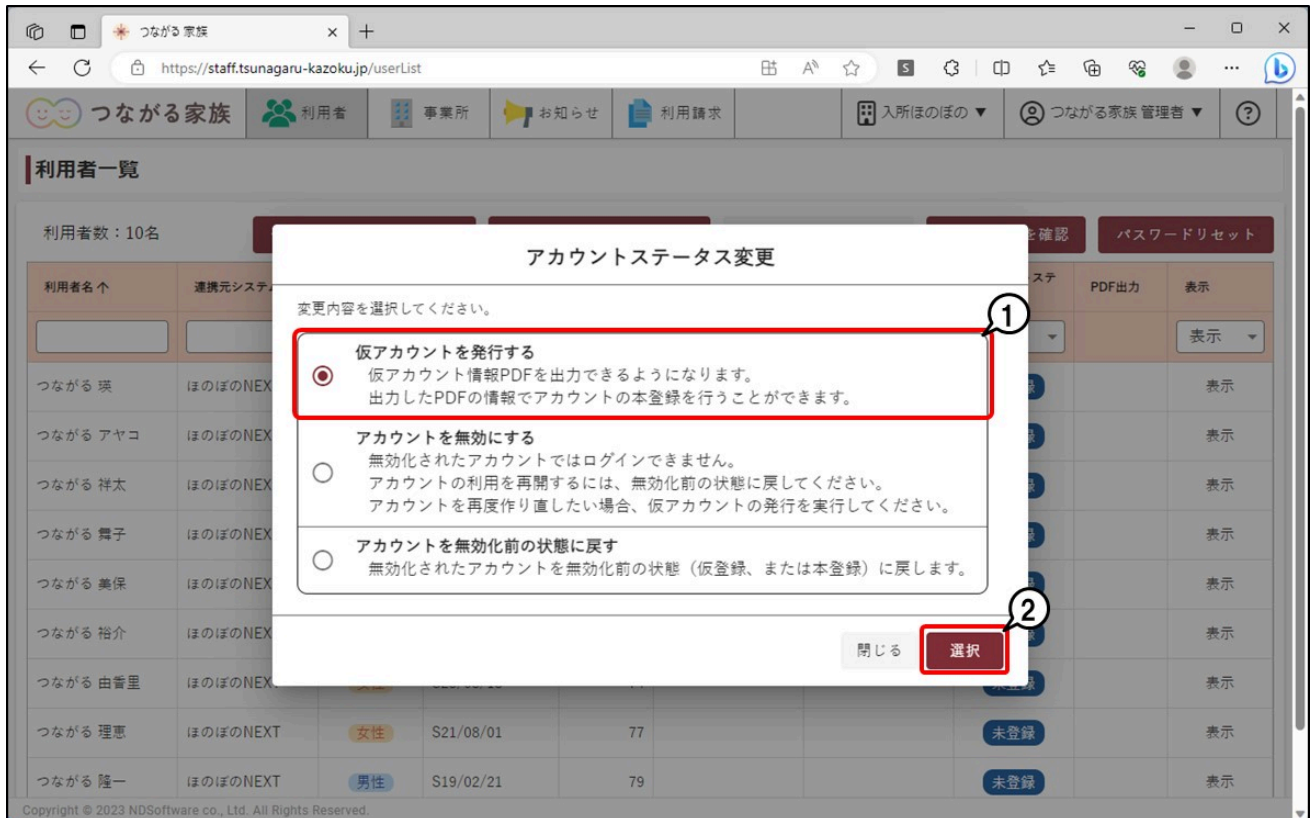 つながる 家族
https://staff.tsunagaru-kazoku.jp/userList
つながる家族 利用者 事業所 お知らせ 利用請求 入所ほのぼの ▼ つながる家族 管理者 ▼ ?
利用者一覧
利用者数：10名 を確認 パスワードリセット
利用者名 ↑ 連携元システ ステ PDF出力 表示
表示
アカウントステータス変更
変更内容を選択してください。
1
仮アカウントを発行する
仮アカウント情報PDFを出力できるようになります。
出力したPDFの情報でアカウントの本登録を行うことができます。
アカウントを無効にする
無効化されたアカウントではログインできません。
アカウントの利用を再開するには、無効化前の状態に戻してください。
アカウントを再度作り直したい場合、仮アカウントの発行を実行してください。
アカウントを無効化前の状態に戻す
無効化されたアカウントを無効化前の状態（仮登録、または本登録）に戻します。
2
閉じる 選択
つながる 瑛 ほのぼのNEX 表示
つながる アヤコ ほのぼのNEX 表示
つながる 祥太 ほのぼのNEX 表示
つながる 舞子 ほのぼのNEX 表示
つながる 美保 ほのぼのNEX 表示
つながる 裕介 ほのぼのNEX 表示
つながる 由香里 ほのぼのNEX 表示
つながる 理恵 ほのぼのNEXT 女性 S21/08/01 77 未登録 表示
つながる 隆一 ほのぼのNEXT 男性 S19/02/21 79 未登録 表示
Copyright © 2023 NDSoftware co., Ltd. All Rights Reserved.